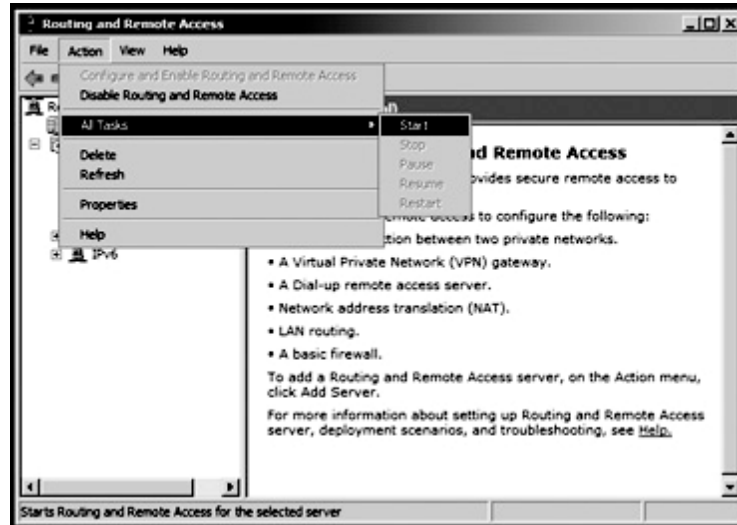 Routing and Remote Access
File Action View Help
Configure and Enable Routing and Remote Access
Disable Routing and Remote Access
All Tasks
Start
Stop
Pause
Resume
Restart
Delete
Refresh
Properties
Help
IPv6
d Remote Access
ovides secure remote access to
emote access to configure the following:
tion between two private networks.
• A Virtual Private Network (VPN) gateway.
• A Dial-up remote access server.
• Network address translation (NAT).
• LAN routing.
• A basic firewall.
To add a Routing and Remote Access server, on the Action menu,
click Add Server.
For more information about setting up Routing and Remote Access
server, deployment scenarios, and troubleshooting, see Help.
Starts Routing and Remote Access for the selected server